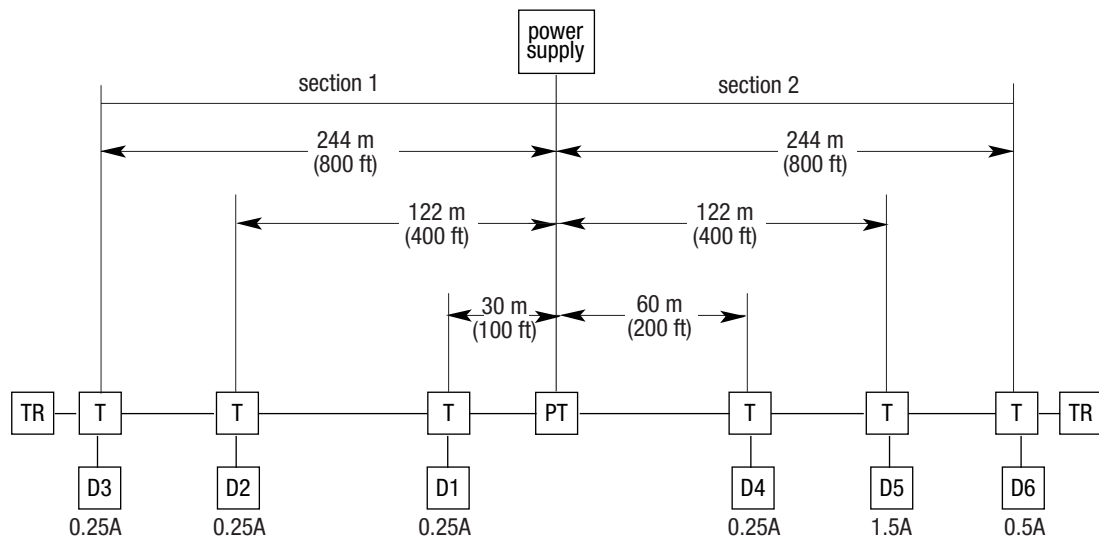 power
supply
section 1
section 2
244 m
(800 ft)
244 m
(800 ft)
122 m
(400 ft)
122 m
(400 ft)
30 m
(100 ft)
60 m
(200 ft)
TR
T
T
T
PT
T
T
T
TR
D3
D2
D1
D4
D5
D6
0.25A
0.25A
0.25A
0.25A
1.5A
0.5A